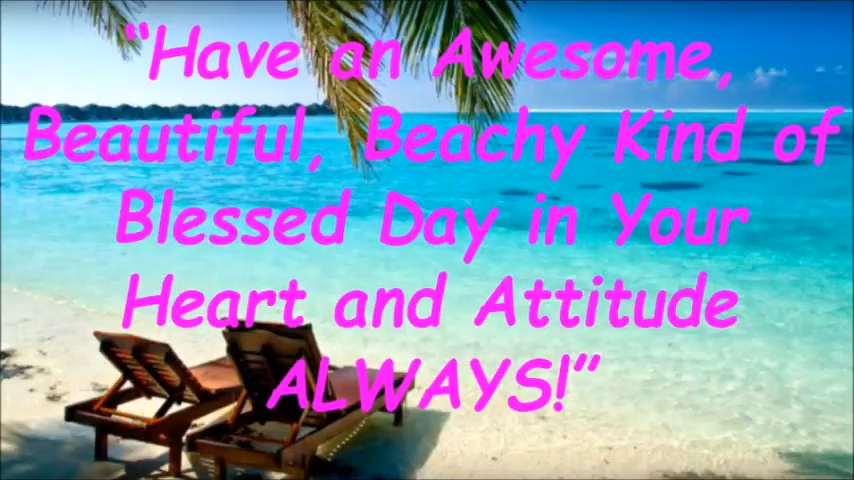 “Have an Awesome,
Beautiful, Beachy Kind of
Blessed Day in Your
Heart and Attitude
ALWAYS!”